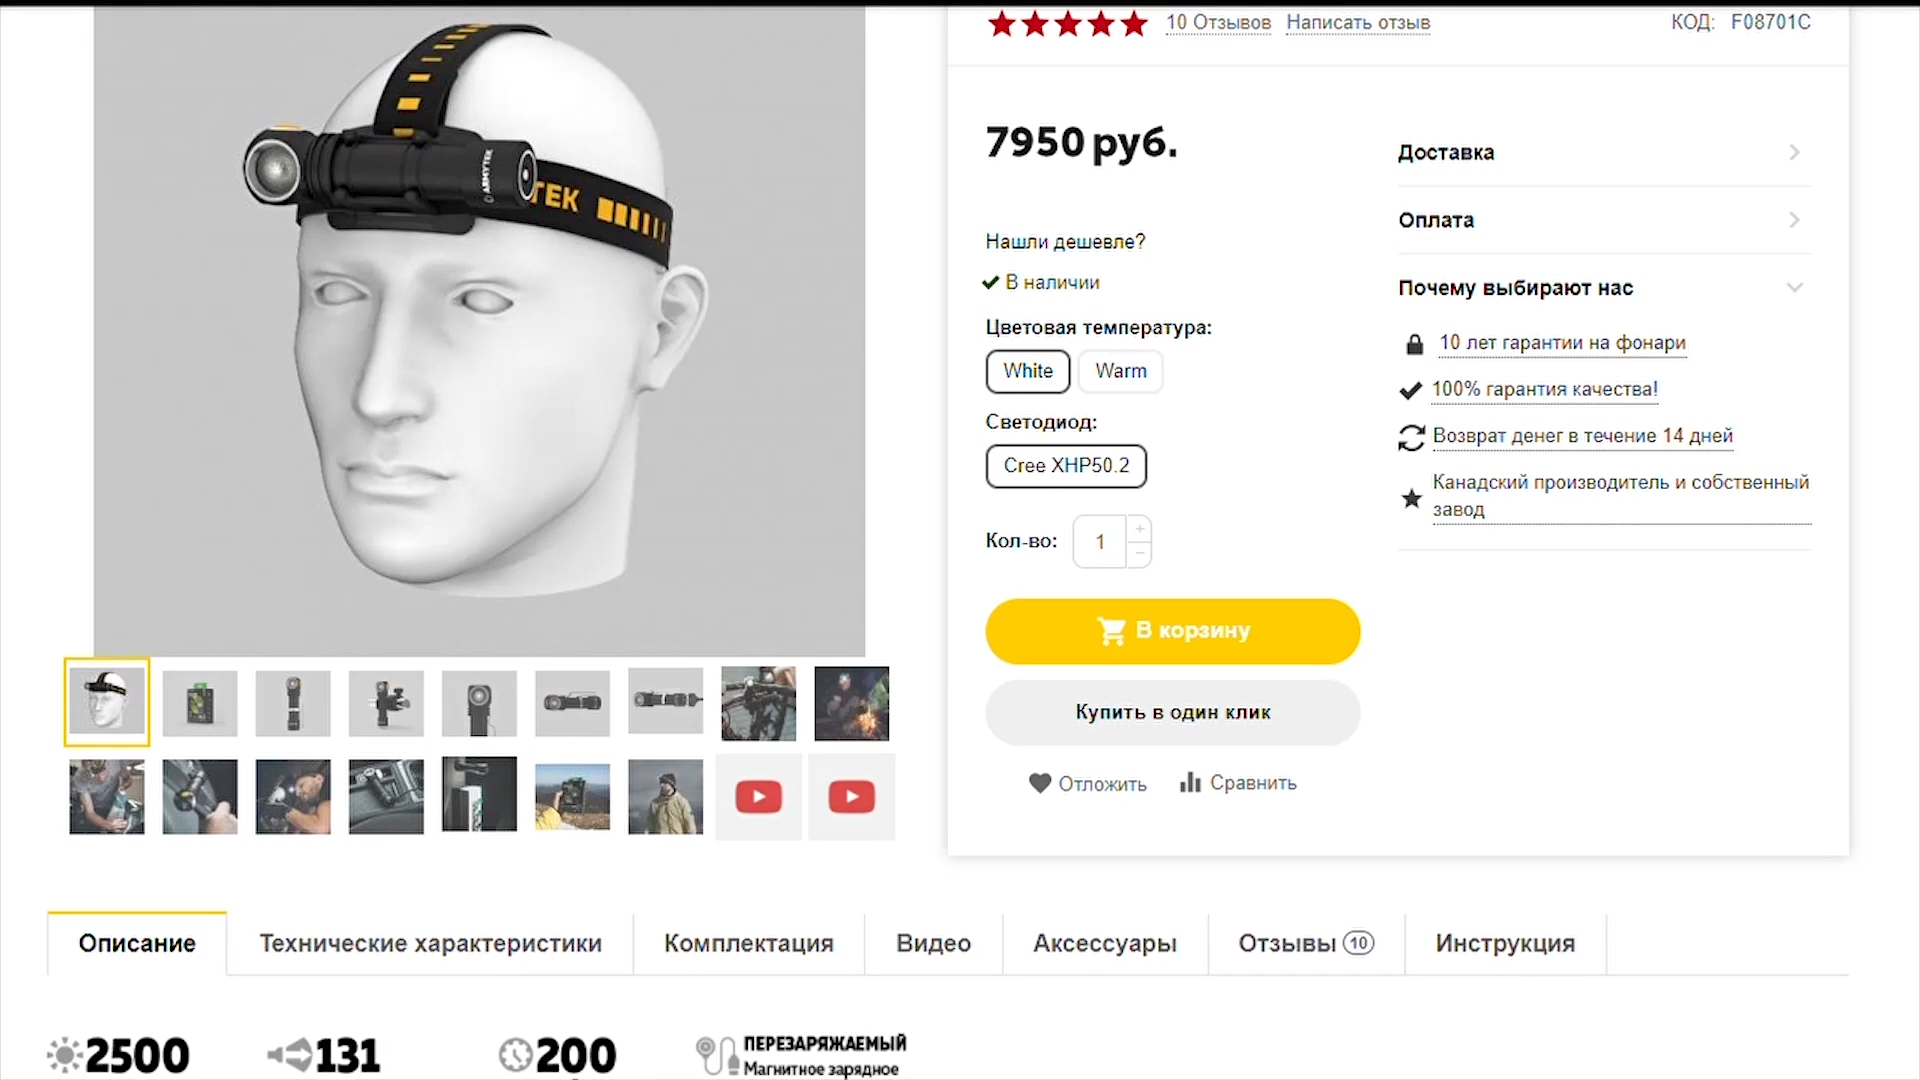 10 Отзывов Написать отзыв КОД: F08701C
ARMYTEK
TEK
7950 руб.
Нашли дешевле?
В наличии
Цветовая температура:
White Warm
Светодиод:
Cree XHP50.2
Кол-во: 1 + −
В корзину
Купить в один клик
Отложить Сравнить
Доставка
Оплата
Почему выбирают нас
10 лет гарантии на фонари
100% гарантия качества!
Возврат денег в течение 14 дней
Канадский производитель и собственный
завод
Описание Технические характеристики Комплектация Видео Аксессуары Отзывы 10 Инструкция
2500 131 200 ПЕРЕЗАРЯЖАЕМЫЙ
Магнитное зарядное